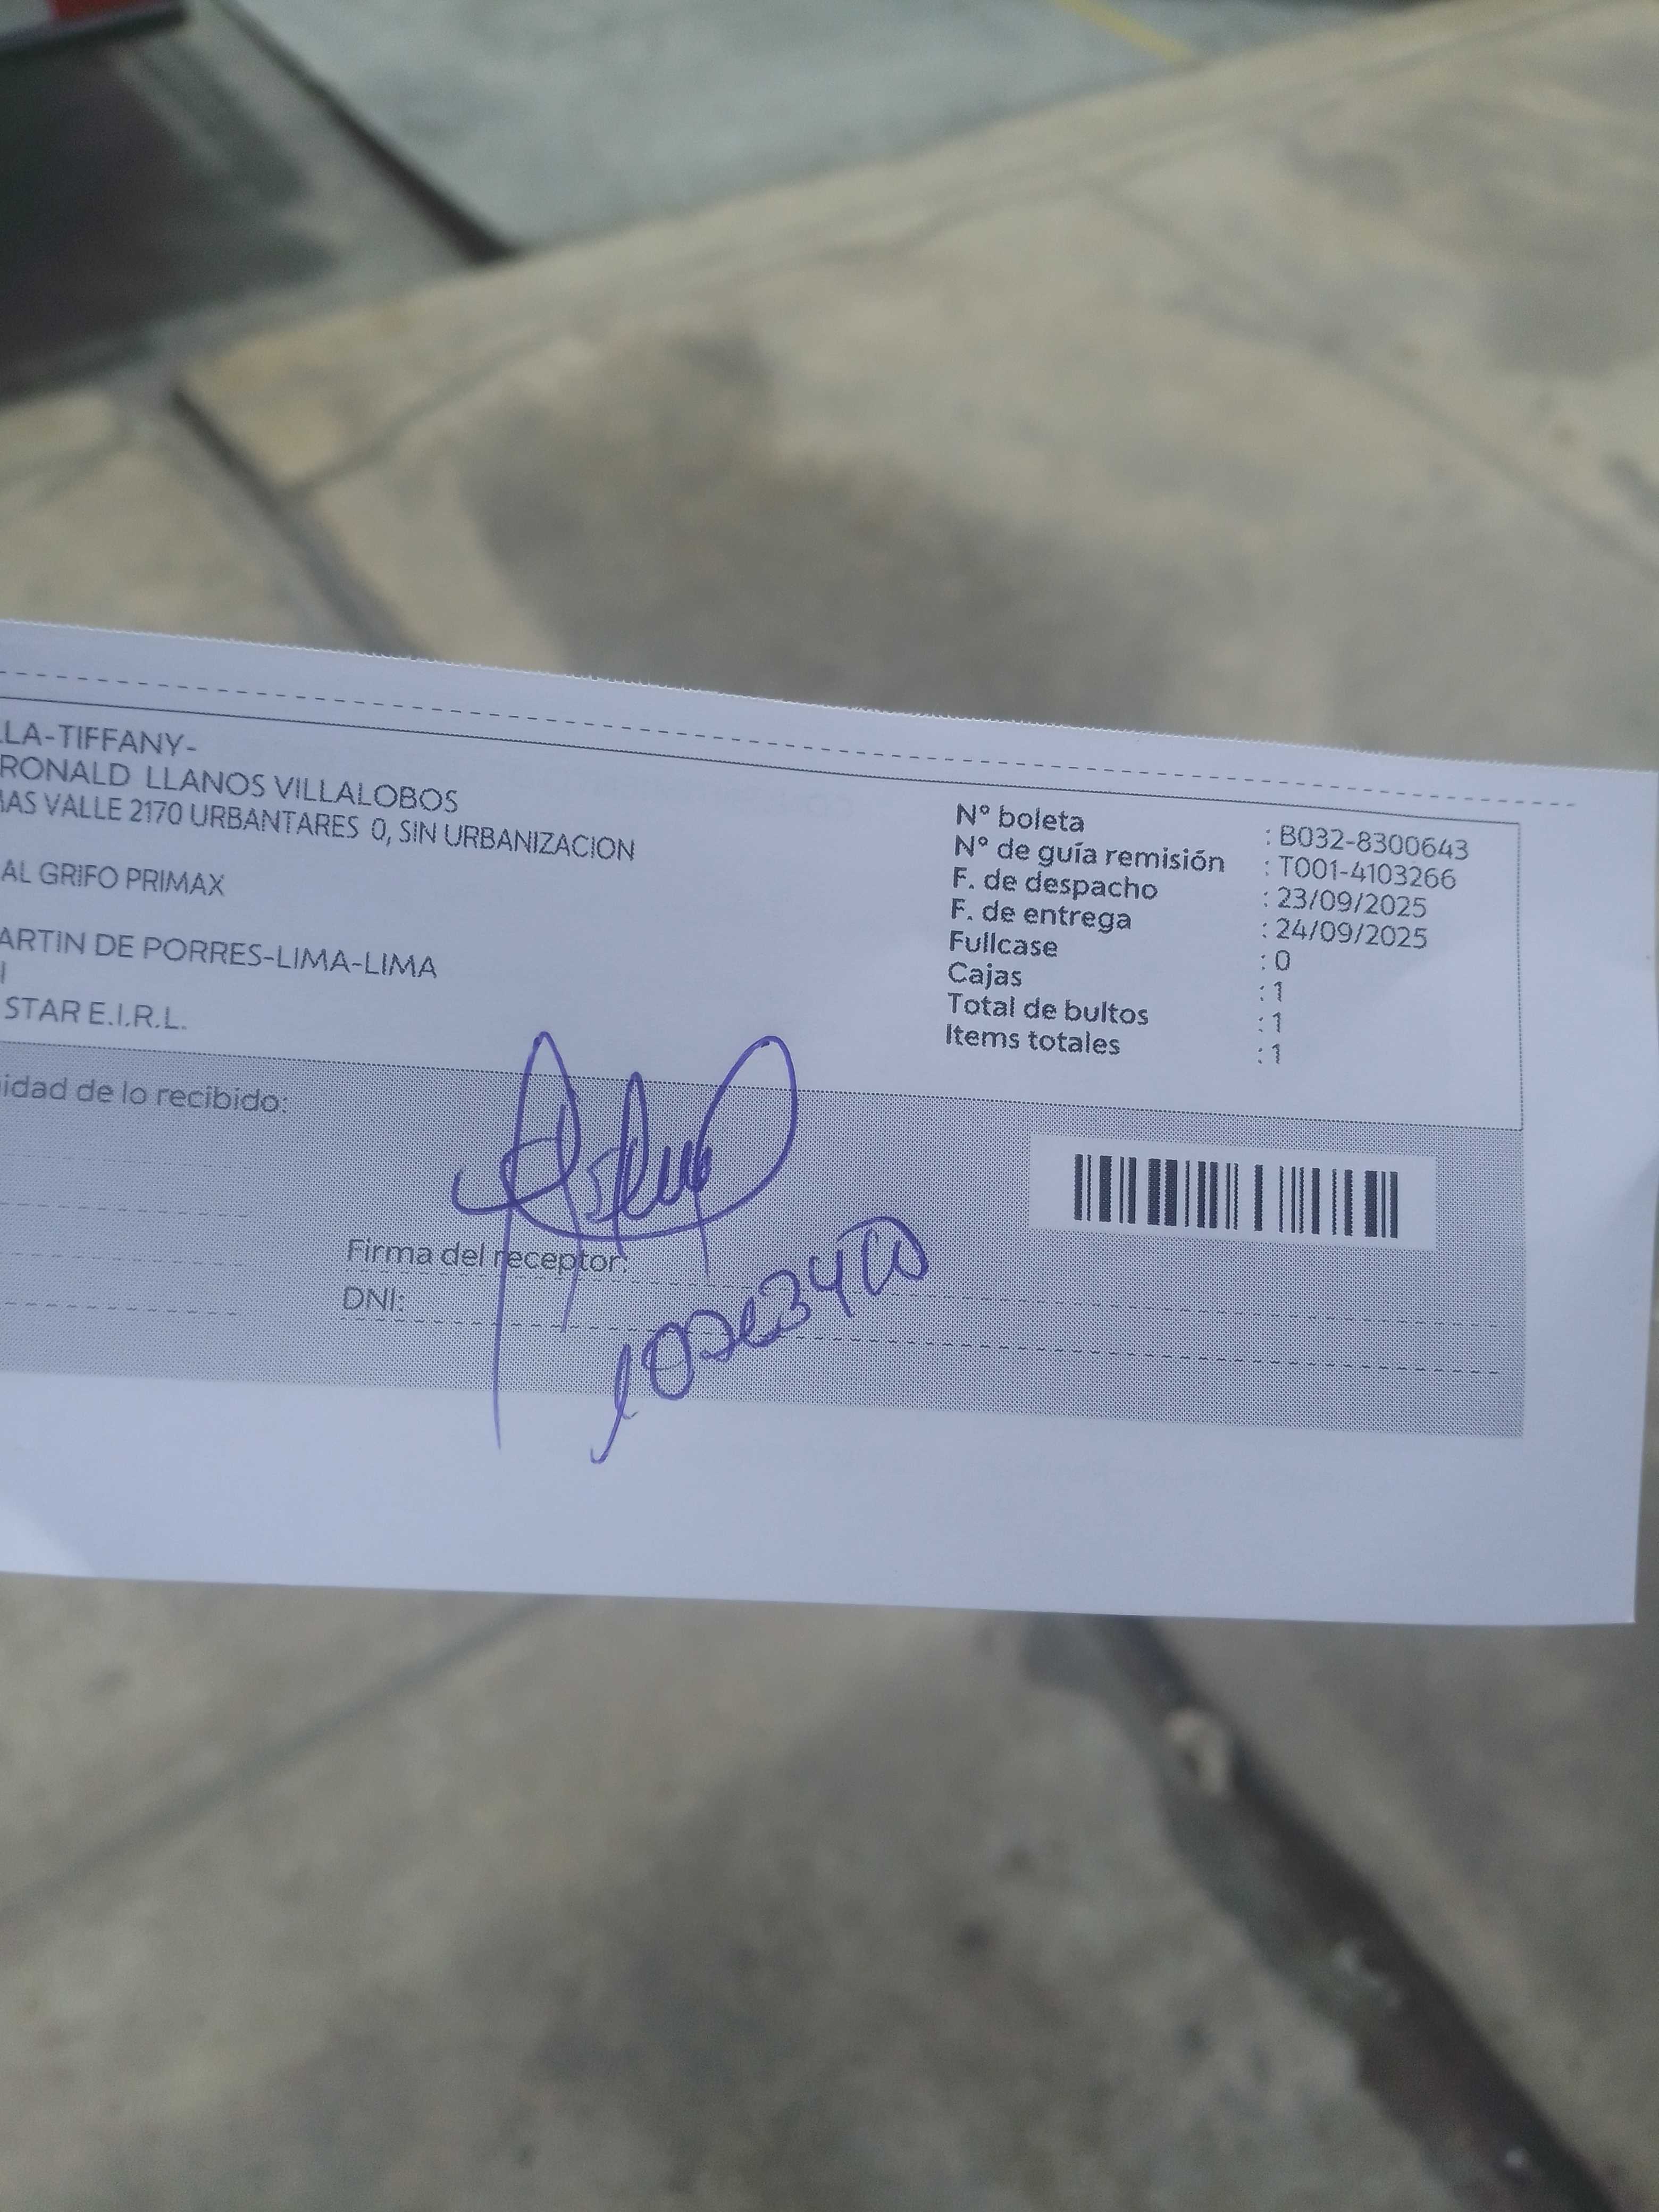 LLA-TIFFANY-
RONALD LLANOS VILLALOBOS
MAS VALLE 2170 URBANTARES 0, SIN URBANIZACION
AL GRIFO PRIMAX
ARTIN DE PORRES-LIMA-LIMA
I
STAR E.I.R.L.
N° boleta : B032-8300643
N° de guía remisión : T001-4103266
F. de despacho : 23/09/2025
F. de entrega : 24/09/2025
Fullcase : 0
Cajas : 1
Total de bultos : 1
Items totales : 1
idad de lo recibido:
Firma del receptor:
DNI: